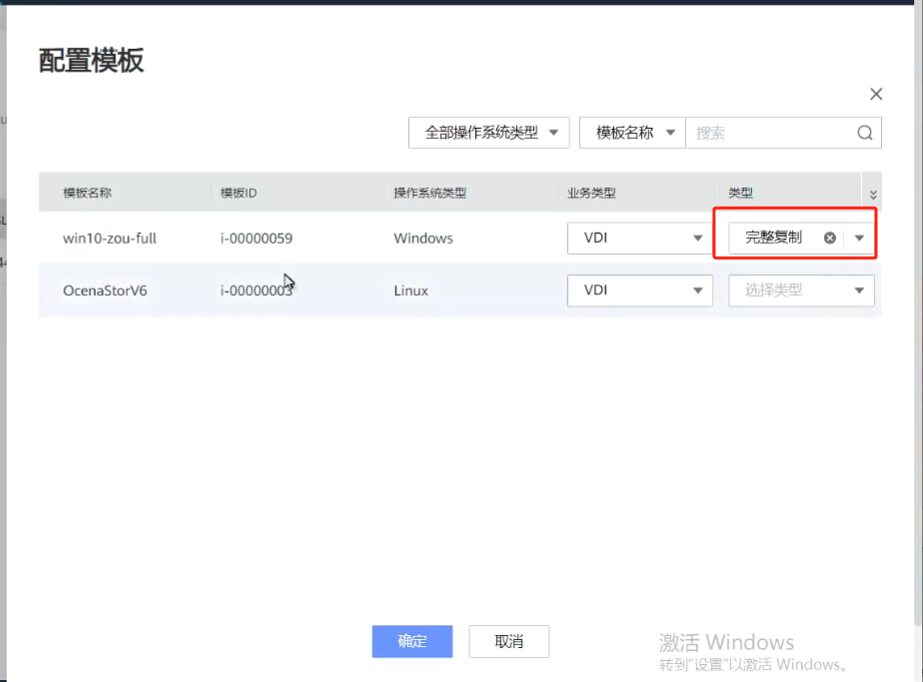 配置模板
全部操作系统类型 模板名称 搜索
模板名称 模板ID 操作系统类型 业务类型 类型
win10-zou-full i-00000059 Windows VDI 完整复制
OcenaStorV6 i-00000003 Linux VDI 选择类型
确定 取消
激活 Windows
转到"设置"以激活 Windows。